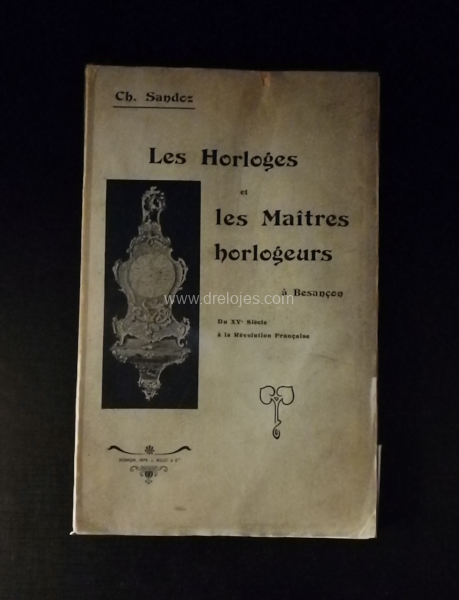 Ch. Sandoz
Les Horloges
et
les Maîtres
horlogeurs
à Besançon
www.drelojes.com
Du XVe Siècle
à la Révolution Française